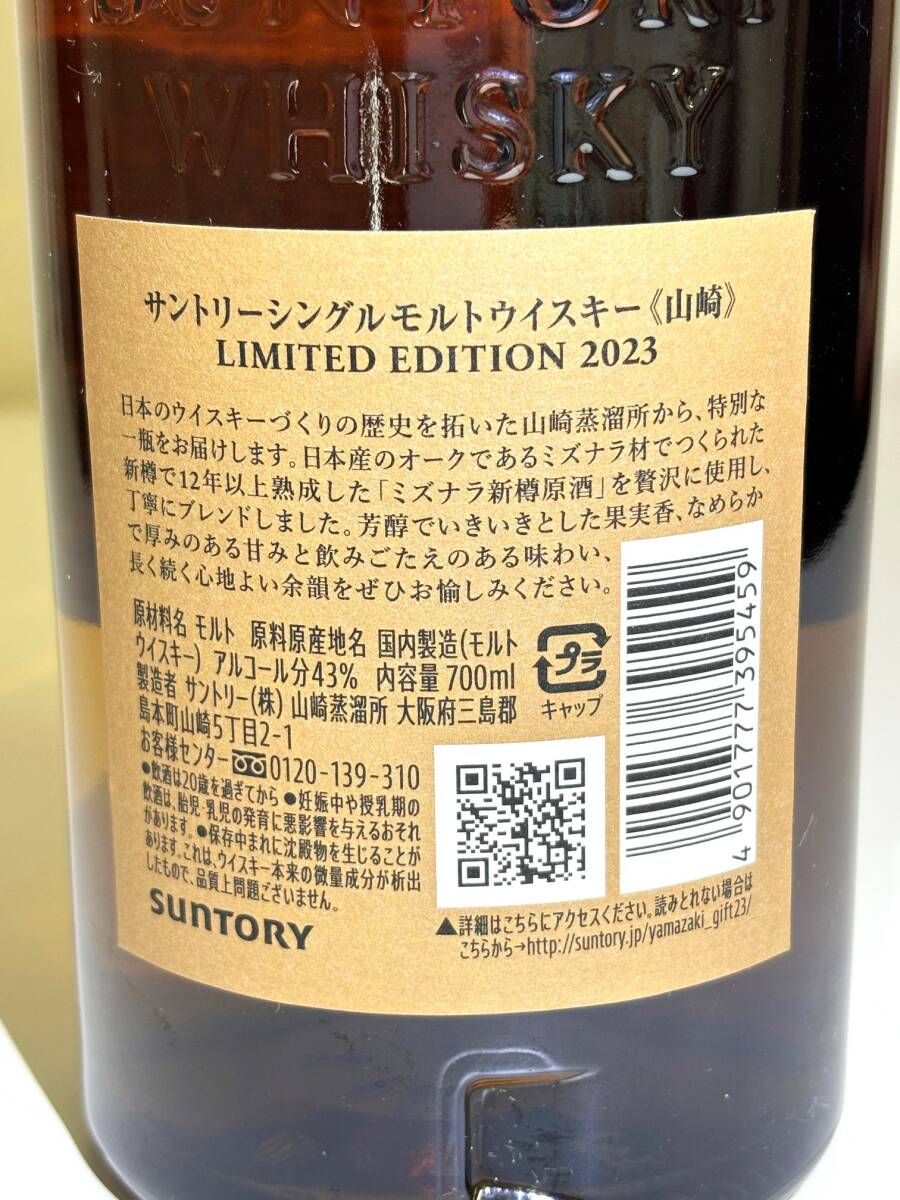 SUNTORY
WHISKY
サントリーシングルモルトウイスキー《山崎》
LIMITED EDITION 2023
日本のウイスキーづくりの歴史を拓いた山崎蒸溜所から、特別な
一瓶をお届けします。日本産のオークであるミズナラ材でつくられた
新樽で12年以上熟成した「ミズナラ新樽原酒」を贅沢に使用し、
丁寧にブレンドしました。芳醇でいきいきとした果実香、なめらか
で厚みのある甘みと飲みごたえのある味わい、
長く続く心地よい余韻をぜひお愉しみください。
原材料名 モルト 原料原産地名 国内製造(モルト
ウイスキー) アルコール分43% 内容量 700ml
製造者 サントリー(株) 山崎蒸溜所 大阪府三島郡
島本町山崎5丁目2-1
お客様センター 0120-139-310
プラ
キャップ
●飲酒は20歳を過ぎてから ●妊娠中や授乳期の
飲酒は、胎児・乳児の発育に悪影響を与えるおそれ
があります。●保存中まれに沈殿物を生じることが
あります。これは、ウイスキー本来の微量成分が析出
したもので、品質上問題ございません。
SUNTORY
4 901777 395459
▲詳細はこちらにアクセスください。読みとれない場合は
こちらから→http://suntory.jp/yamazaki_gift23/